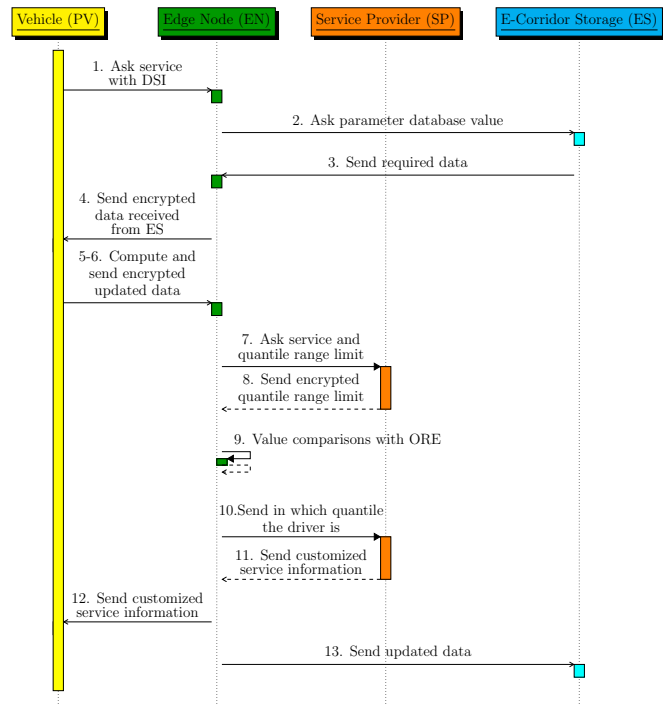 Vehicle (PV)
Edge Node (EN)
Service Provider (SP)
E-Corridor Storage (ES)
1. Ask service
with DSI
2. Ask parameter database value
3. Send required data
4. Send encrypted
data received
from ES
5-6. Compute and
send encrypted
updated data
7. Ask service and
quantile range limit
8. Send encrypted
quantile range limit
9. Value comparisons with ORE
10.Send in which quantile
the driver is
11. Send customized
service information
12. Send customized
service information
13. Send updated data